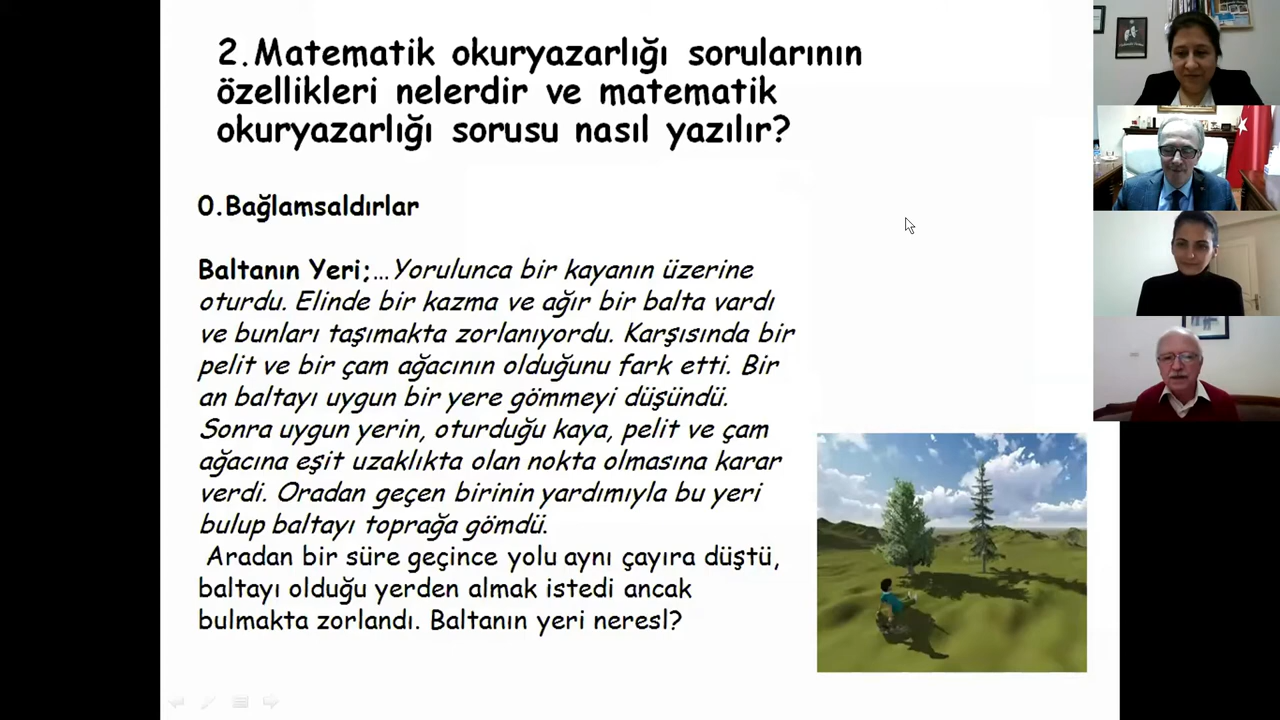 2.Matematik okuryazarlığı sorularının
özellikleri nelerdir ve matematik
okuryazarlığı sorusu nasıl yazılır?
0.Bağlamsaldırlar
Baltanın Yeri;…Yorulunca bir kayanın üzerine
oturdu. Elinde bir kazma ve ağır bir balta vardı
ve bunları taşımakta zorlanıyordu. Karşısında bir
pelit ve bir çam ağacının olduğunu fark etti. Bir
an baltayı uygun bir yere gömmeyi düşündü.
Sonra uygun yerin, oturduğu kaya, pelit ve çam
ağacına eşit uzaklıkta olan nokta olmasına karar
verdi. Oradan geçen birinin yardımıyla bu yeri
bulup baltayı toprağa gömdü.
Aradan bir süre geçince yolu aynı çayıra düştü,
baltayı olduğu yerden almak istedi ancak
bulmakta zorlandı. Baltanın yeri neresl?